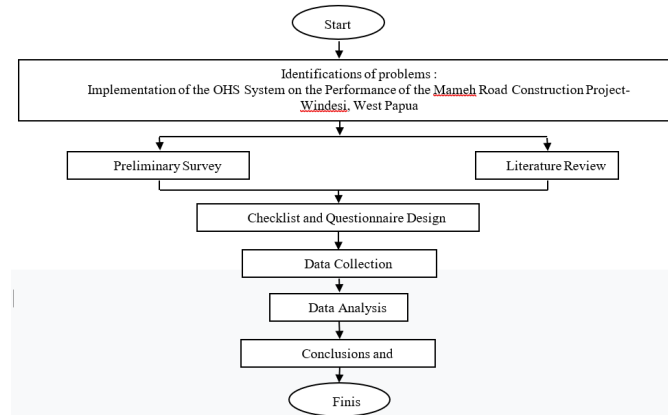 Start
Identifications of problems :
Implementation of the OHS System on the Performance of the Mameh Road Construction Project-
Windesi, West Papua
Preliminary Survey
Literature Review
Checklist and Questionnaire Design
Data Collection
Data Analysis
Conclusions and
Finis